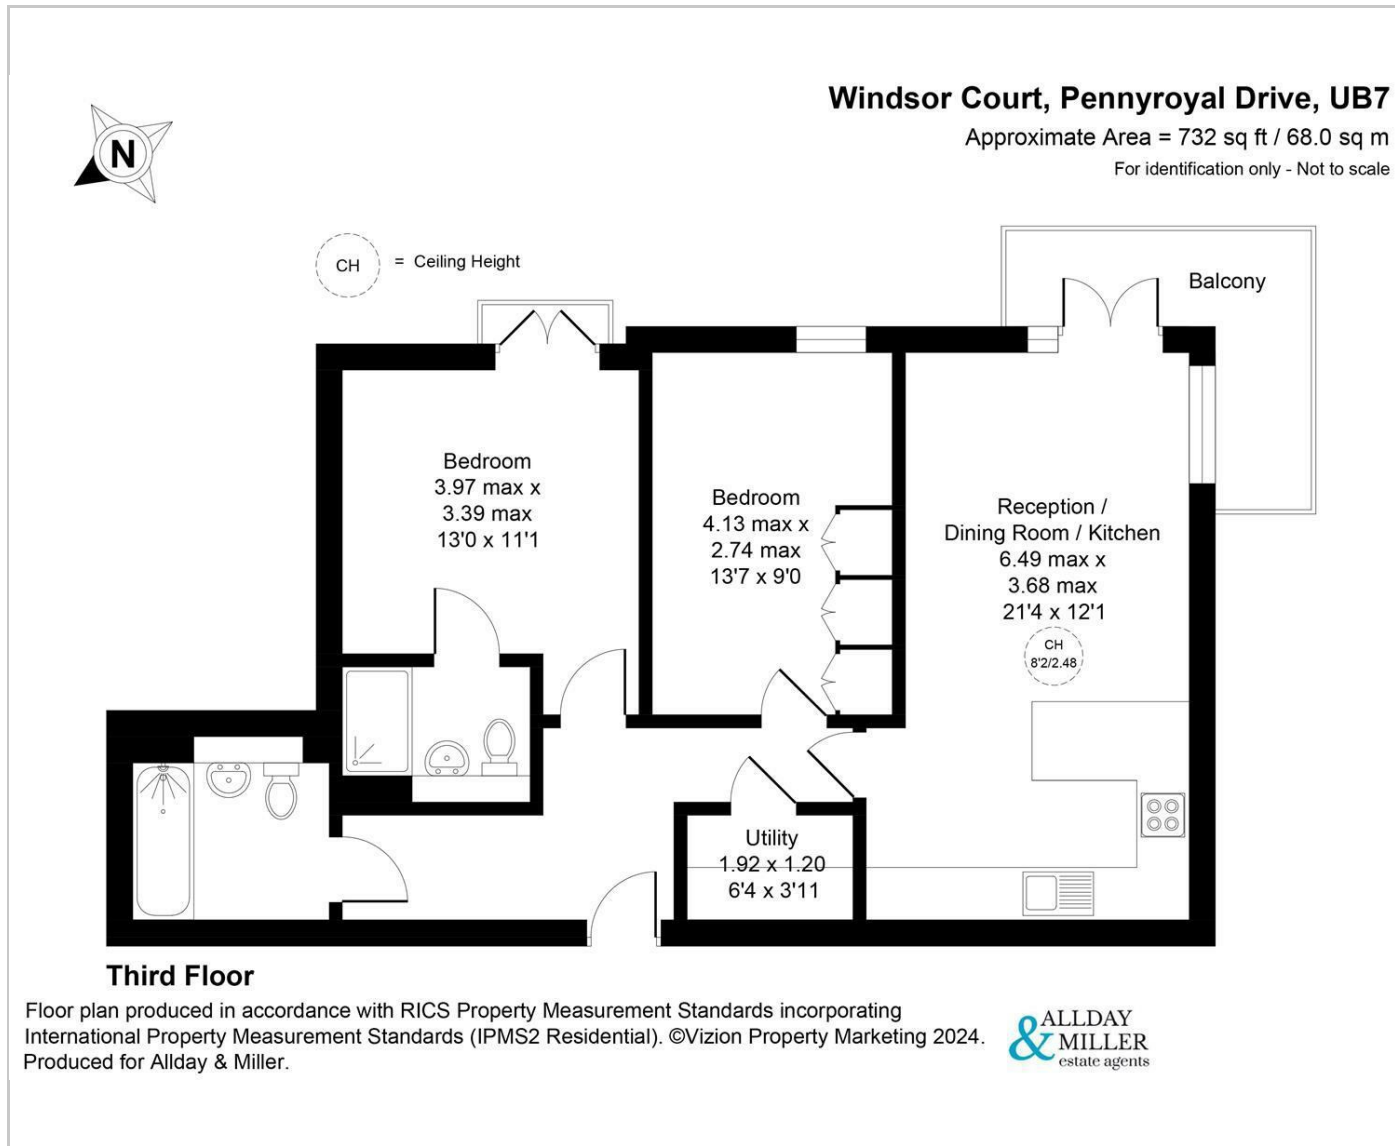 Windsor Court, Pennyroyal Drive, UB7
Approximate Area = 732 sq ft / 68.0 sq m
For identification only - Not to scale
N
CH = Ceiling Height
Balcony
Bedroom
3.97 max x
3.39 max
13'0 x 11'1
Bedroom
4.13 max x
2.74 max
13'7 x 9'0
Reception /
Dining Room / Kitchen
6.49 max x
3.68 max
21'4 x 12'1
CH
8'2/2.48
Utility
1.92 x 1.20
6'4 x 3'11
Third Floor
Floor plan produced in accordance with RICS Property Measurement Standards incorporating
International Property Measurement Standards (IPMS2 Residential). ©Vizion Property Marketing 2024.
Produced for Allday & Miller.
ALLDAY
& MILLER
estate agents